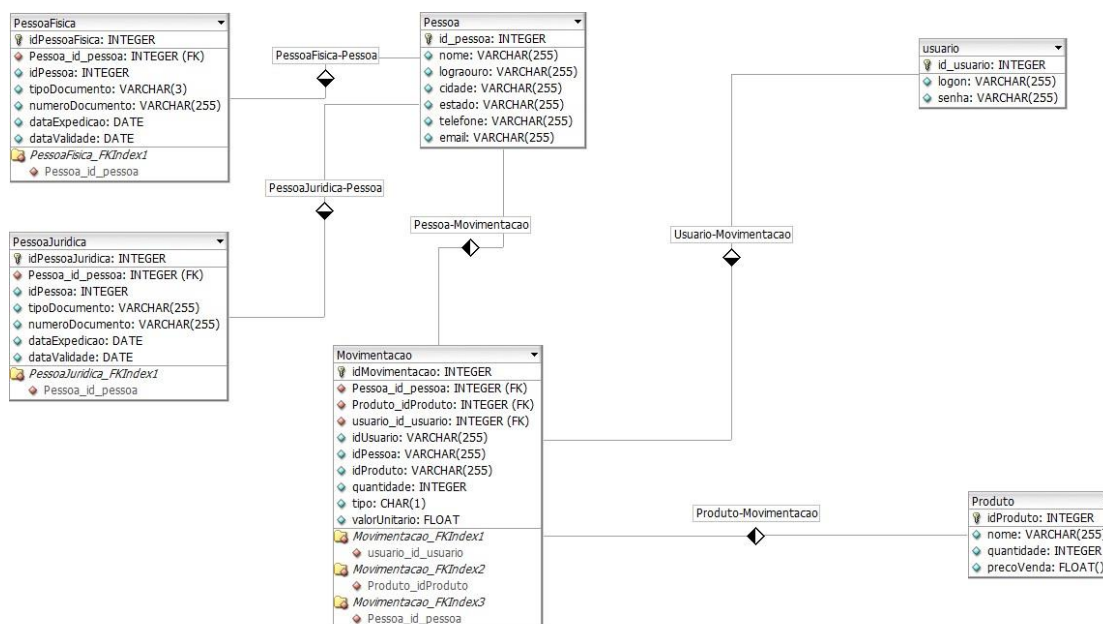 PessoaFisica
idPessoaFisica: INTEGER
Pessoa_id_pessoa: INTEGER (FK)
idPessoa: INTEGER
tipoDocumento: VARCHAR(3)
numeroDocumento: VARCHAR(255)
dataExpedicao: DATE
dataValidade: DATE
PessoaFisica_FKIndex1
Pessoa_id_pessoa
PessoaFisica-Pessoa
Pessoa
id_pessoa: INTEGER
nome: VARCHAR(255)
lograouro: VARCHAR(255)
cidade: VARCHAR(255)
estado: VARCHAR(255)
telefone: VARCHAR(255)
email: VARCHAR(255)
usuario
id_usuario: INTEGER
logon: VARCHAR(255)
senha: VARCHAR(255)
PessoaJuridica-Pessoa
Pessoa-Movimentacao
Usuario-Movimentacao
PessoaJuridica
idPessoaJuridica: INTEGER
Pessoa_id_pessoa: INTEGER (FK)
idPessoa: INTEGER
tipoDocumento: VARCHAR(255)
numeroDocumento: VARCHAR(255)
dataExpedicao: DATE
dataValidade: DATE
PessoaJuridica_FKIndex1
Pessoa_id_pessoa
Movimentacao
idMovimentacao: INTEGER
Pessoa_id_pessoa: INTEGER (FK)
Produto_idProduto: INTEGER (FK)
usuario_id_usuario: INTEGER (FK)
idUsuario: VARCHAR(255)
idPessoa: VARCHAR(255)
idProduto: VARCHAR(255)
quantidade: INTEGER
tipo: CHAR(1)
valorUnitario: FLOAT
Movimentacao_FKIndex1
usuario_id_usuario
Movimentacao_FKIndex2
Produto_idProduto
Movimentacao_FKIndex3
Pessoa_id_pessoa
Produto-Movimentacao
Produto
idProduto: INTEGER
nome: VARCHAR(255)
quantidade: INTEGER
precoVenda: FLOAT()